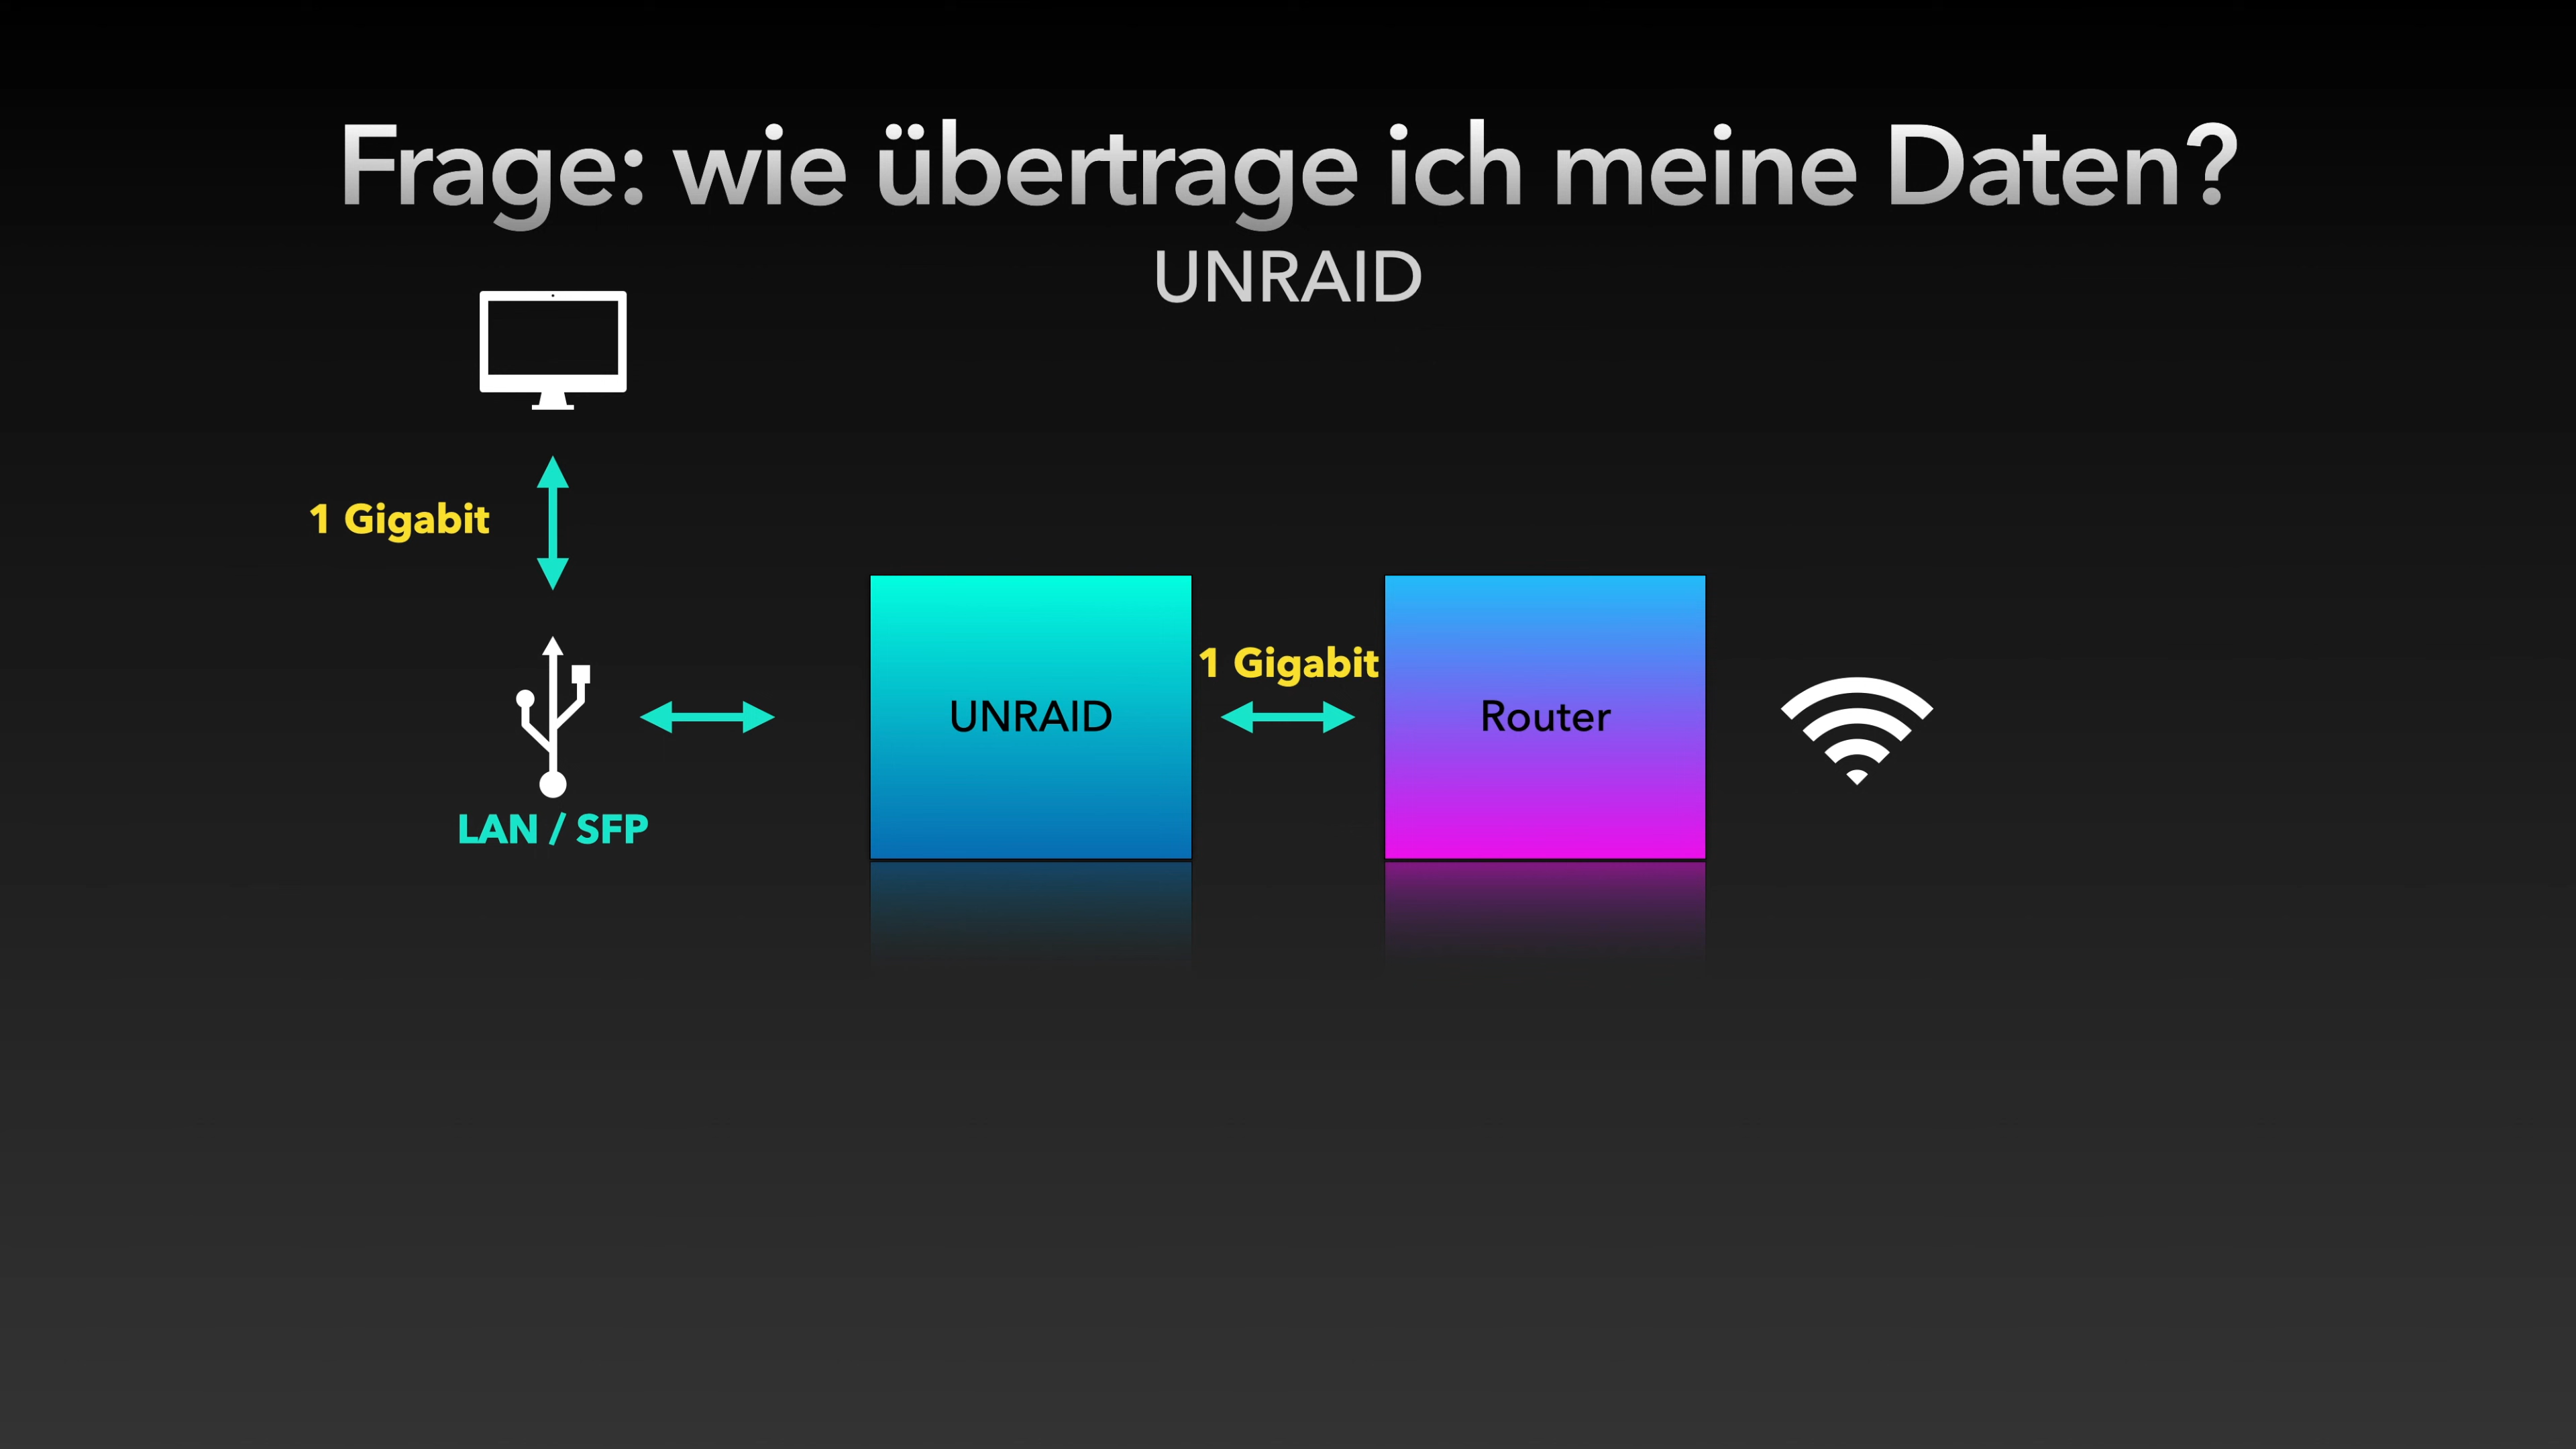 Frage: wie übertrage ich meine Daten?
UNRAID
1 Gigabit
1 Gigabit
UNRAID
Router
LAN / SFP